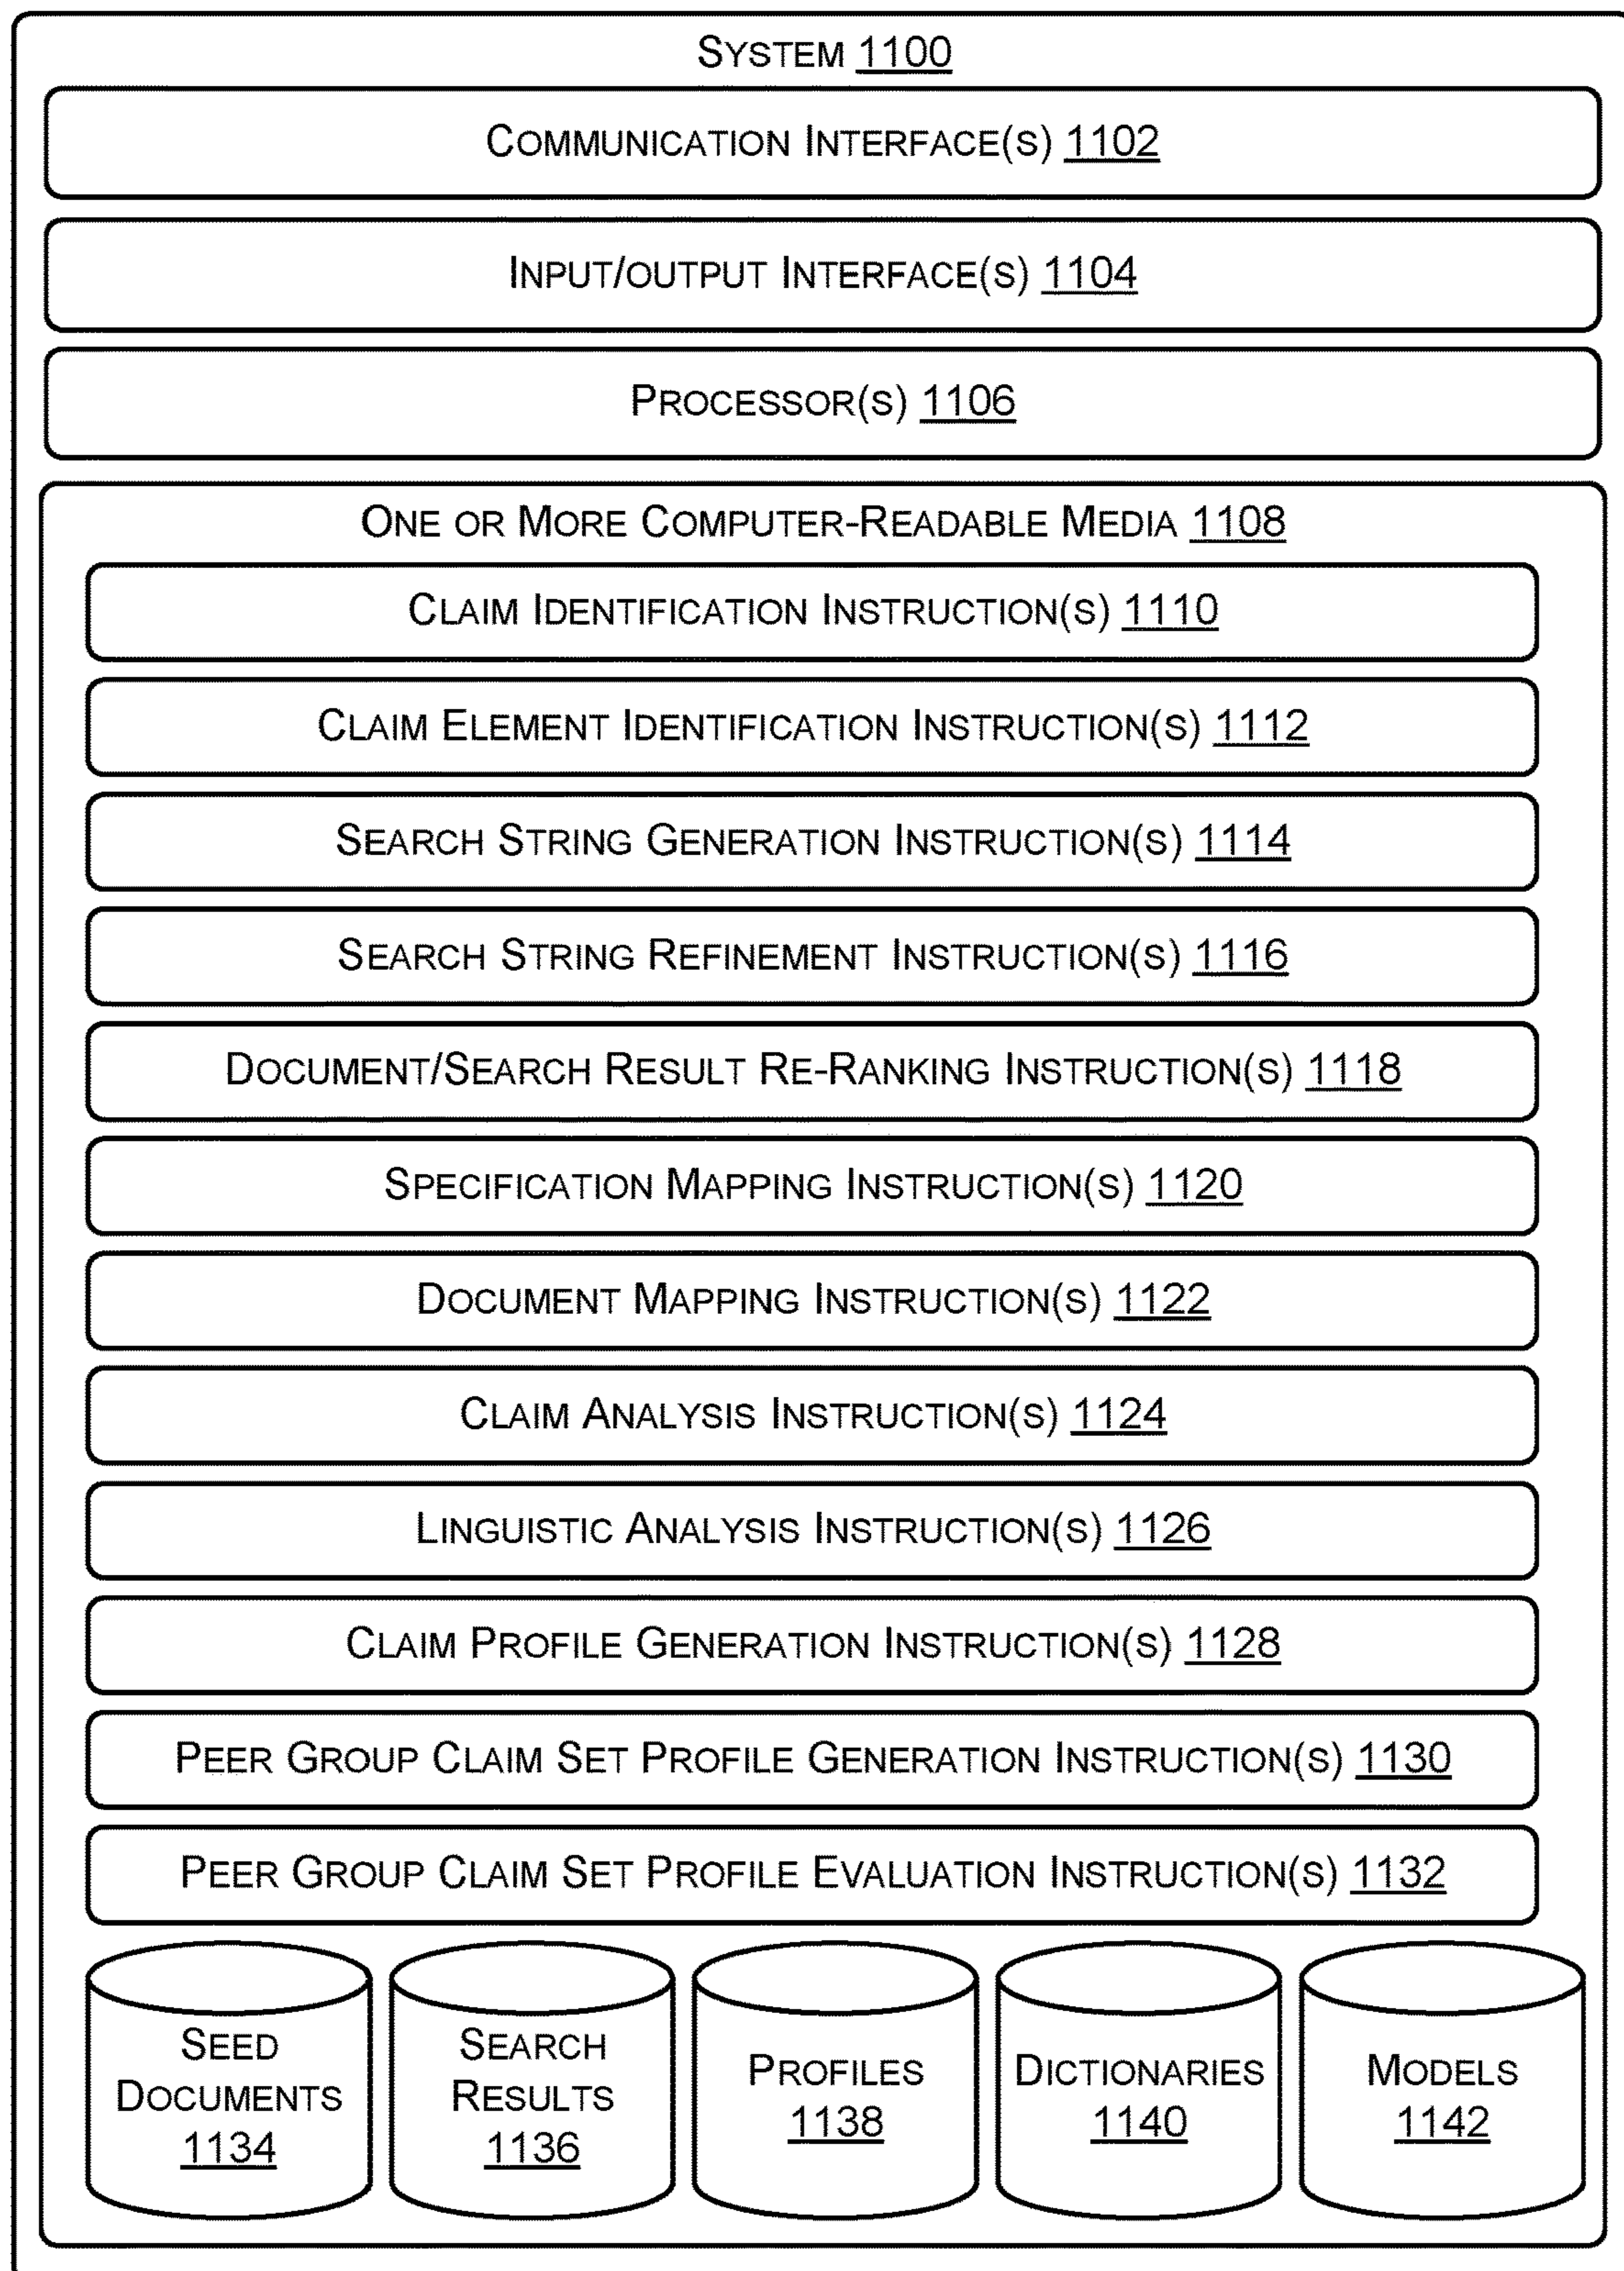 SYSTEM 1100
COMMUNICATION INTERFACE(S) 1102
INPUT/OUTPUT INTERFACE(S) 1104
PROCESSOR(S) 1106
ONE OR MORE COMPUTER-READABLE MEDIA 1108
CLAIM IDENTIFICATION INSTRUCTION(S) 1110
CLAIM ELEMENT IDENTIFICATION INSTRUCTION(S) 1112
SEARCH STRING GENERATION INSTRUCTION(S) 1114
SEARCH STRING REFINEMENT INSTRUCTION(S) 1116
DOCUMENT/SEARCH RESULT RE-RANKING INSTRUCTION(S) 1118
SPECIFICATION MAPPING INSTRUCTION(S) 1120
DOCUMENT MAPPING INSTRUCTION(S) 1122
CLAIM ANALYSIS INSTRUCTION(S) 1124
LINGUISTIC ANALYSIS INSTRUCTION(S) 1126
CLAIM PROFILE GENERATION INSTRUCTION(S) 1128
PEER GROUP CLAIM SET PROFILE GENERATION INSTRUCTION(S) 1130
PEER GROUP CLAIM SET PROFILE EVALUATION INSTRUCTION(S) 1132
SEED
DOCUMENTS
1134
SEARCH
RESULTS
1136
PROFILES
1138
DICTIONARIES
1140
MODELS
1142